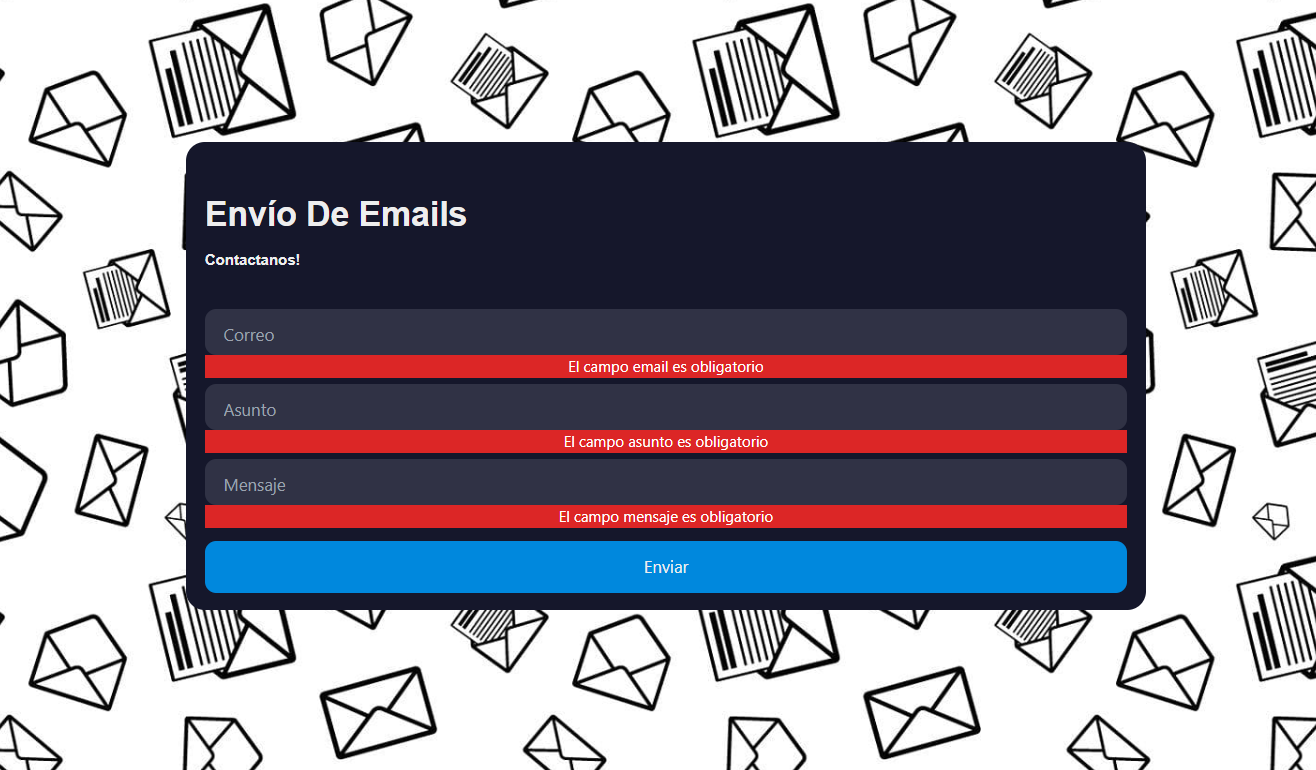 Envío De Emails
Contactanos!
Correo
El campo email es obligatorio
Asunto
El campo asunto es obligatorio
Mensaje
El campo mensaje es obligatorio
Enviar